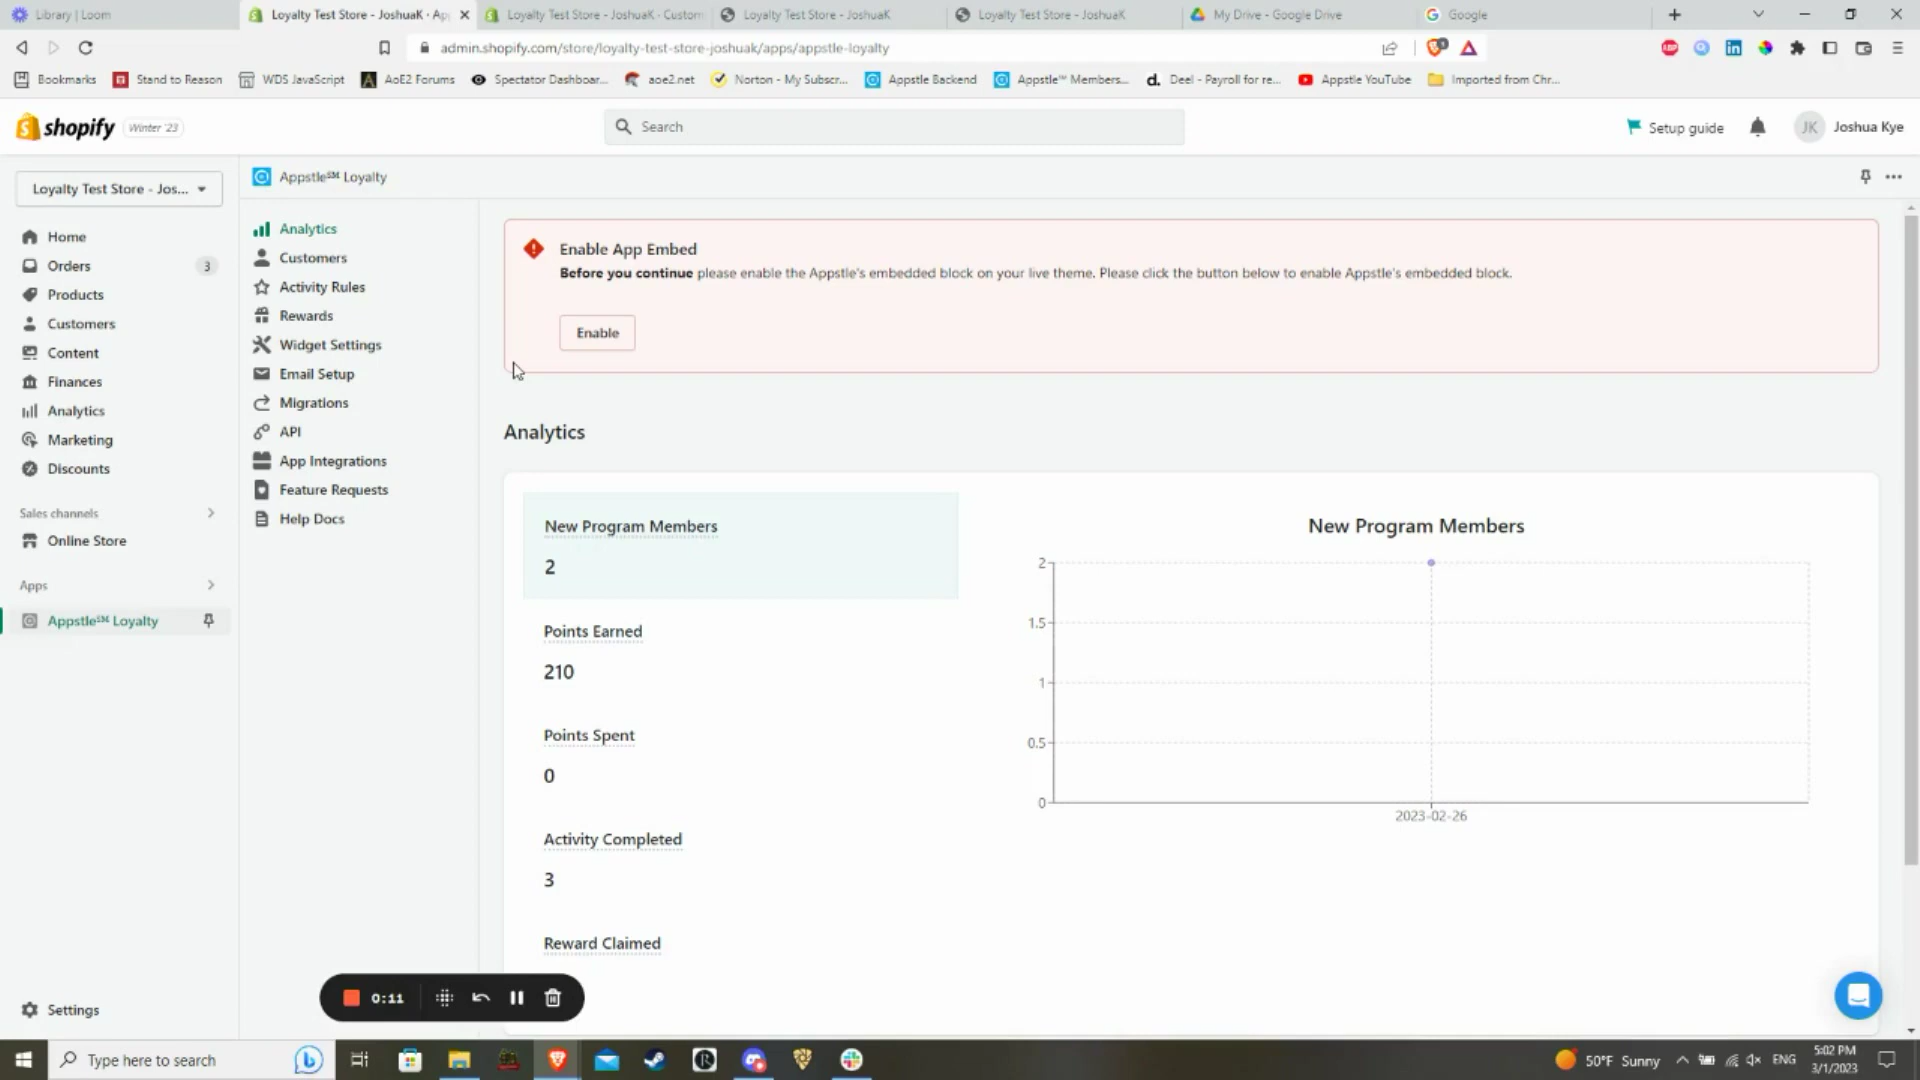 Library | Loom
Loyalty Test Store - JoshuaK · Ap
Loyalty Test Store - JoshuaK · Custom
Loyalty Test Store - JoshuaK
Loyalty Test Store - JoshuaK
My Drive - Google Drive
Google
admin.shopify.com/store/loyalty-test-store-joshuak/apps/appstle-loyalty
Bookmarks
Stand to Reason
WDS JavaScript
AoE2 Forums
Spectator Dashboar...
aoe2.net
Norton - My Subscr...
Appstle Backend
Appstle℠ Members...
d. Deel - Payroll for re...
Appstle YouTube
Imported from Chr...
shopify
Winter '23
Search
Setup guide
JK
Joshua Kye
Loyalty Test Store - Jos...
Appstle℠ Loyalty
Home
Orders
3
Products
Customers
Content
Finances
Analytics
Marketing
Discounts
Sales channels
Online Store
Apps
Appstle℠ Loyalty
Settings
Analytics
Customers
Activity Rules
Rewards
Widget Settings
Email Setup
Migrations
API
App Integrations
Feature Requests
Help Docs
Enable App Embed
Before you continue please enable the Appstle's embedded block on your live theme. Please click the button below to enable Appstle's embedded block.
Enable
Analytics
New Program Members
2
Points Earned
210
Points Spent
0
Activity Completed
3
Reward Claimed
New Program Members
2
1.5
1
0.5
0
2023-02-26
0:11
Type here to search
50°F Sunny
ENG
5:02 PM
3/1/2023